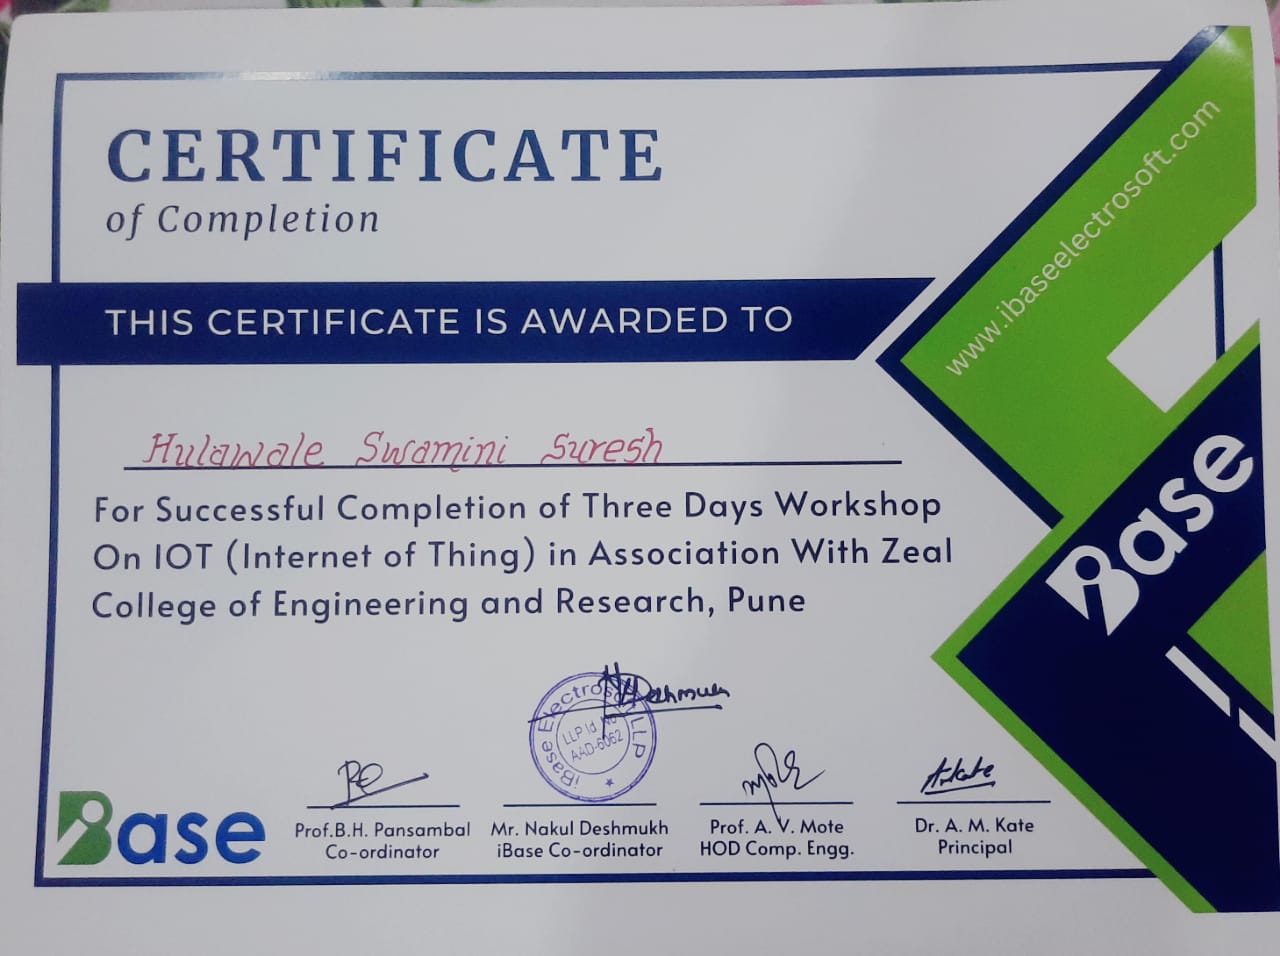 CERTIFICATE
of Completion
THIS CERTIFICATE IS AWARDED TO
Hulawale Swamini Suresh
For Successful Completion of Three Days Workshop
On IOT (Internet of Thing) in Association With Zeal
College of Engineering and Research, Pune
www.ibaseelectrosoft.com
iBase
iBase Electrosoft LLP
LLP Id. No
AAD-6062
N Deshmukh
Prof.B.H. Pansambal
Co-ordinator
Mr. Nakul Deshmukh
iBase Co-ordinator
Prof. A. V. Mote
HOD Comp. Engg.
Dr. A. M. Kate
Principal
iBase